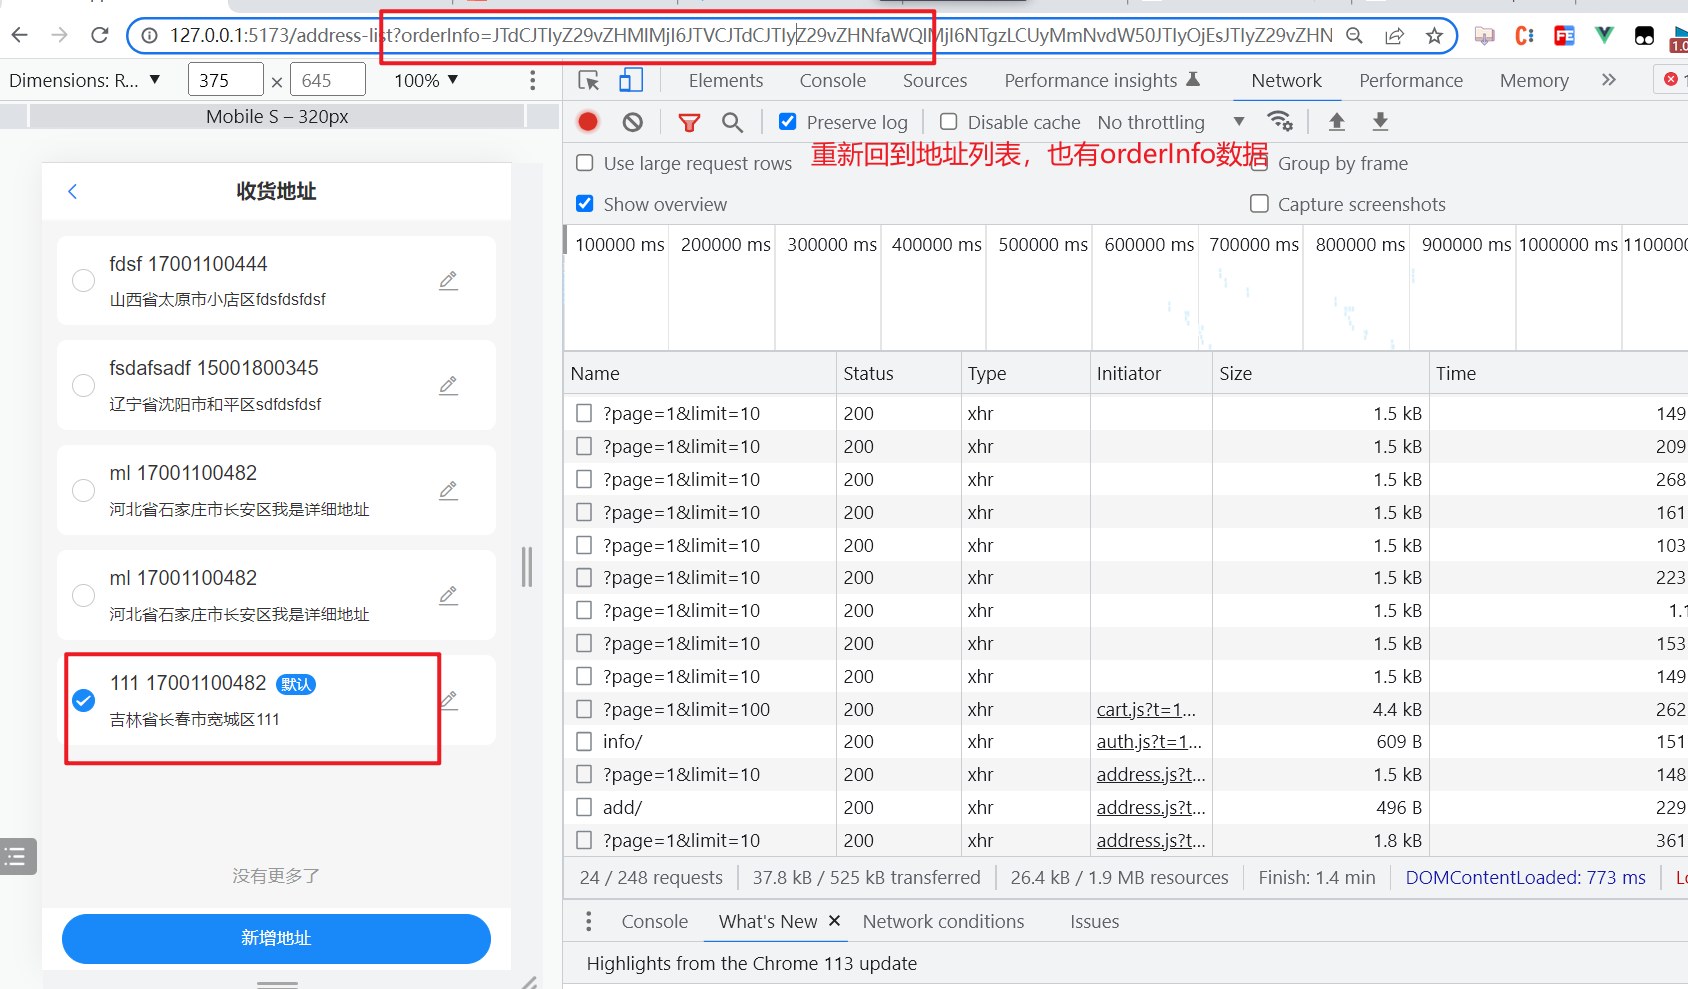 127.0.0.1:5173/address-list?orderInfo=JTdCJTIyZ29vZHMlMjI6JTVCJTdCJTIyZ29vZHNfaWQlMjI6NTgzLCUyMmNvdW50JTIyOjEsJTIyZ29vZHN
Dimensions: R... ▼ 375 × 645 100% ▼
Elements Console Sources Performance insights Network Performance Memory »
Mobile S – 320px
Preserve log Disable cache No throttling ▼
重新回到地址列表，也有orderInfo数据
Use large request rows Group by frame
Show overview Capture screenshots
100000 ms 200000 ms 300000 ms 400000 ms 500000 ms 600000 ms 700000 ms 800000 ms 900000 ms 1000000 ms 110000
收货地址
fdsf 17001100444
山西省太原市小店区fdsfdsfdsf
fsdafsadf 15001800345
辽宁省沈阳市和平区sdfdsfdsf
ml 17001100482
河北省石家庄市长安区我是详细地址
ml 17001100482
河北省石家庄市长安区我是详细地址
111 17001100482 默认
吉林省长春市宽城区111
没有更多了
新增地址
Name Status Type Initiator Size Time
?page=1&limit=10 200 xhr 1.5 kB 149
?page=1&limit=10 200 xhr 1.5 kB 209
?page=1&limit=10 200 xhr 1.5 kB 268
?page=1&limit=10 200 xhr 1.5 kB 161
?page=1&limit=10 200 xhr 1.5 kB 103
?page=1&limit=10 200 xhr 1.5 kB 223
?page=1&limit=10 200 xhr 1.5 kB 1.1
?page=1&limit=10 200 xhr 1.5 kB 153
?page=1&limit=10 200 xhr 1.5 kB 149
?page=1&limit=100 200 xhr cart.js?t=1... 4.4 kB 262
info/ 200 xhr auth.js?t=1... 609 B 151
?page=1&limit=10 200 xhr address.js?t... 1.5 kB 148
add/ 200 xhr address.js?t... 496 B 229
?page=1&limit=10 200 xhr address.js?t... 1.8 kB 361
24 / 248 requests 37.8 kB / 525 kB transferred 26.4 kB / 1.9 MB resources Finish: 1.4 min DOMContentLoaded: 773 ms
Console What's New × Network conditions Issues
Highlights from the Chrome 113 update